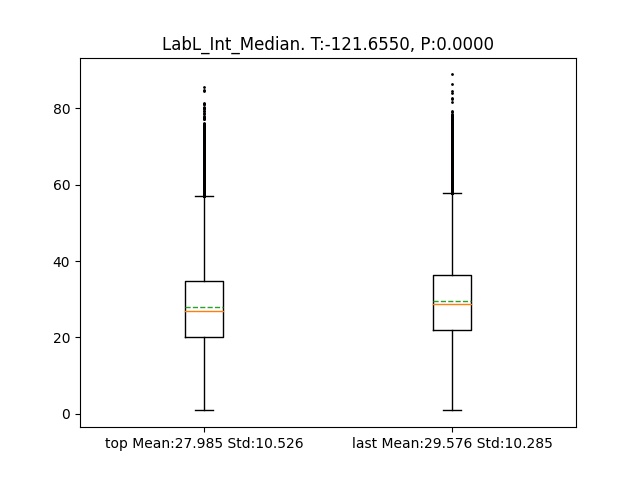 LabL_Int_Median. T:-121.6550, P:0.0000
80
60
40
20
0
top Mean:27.985 Std:10.526
last Mean:29.576 Std:10.285